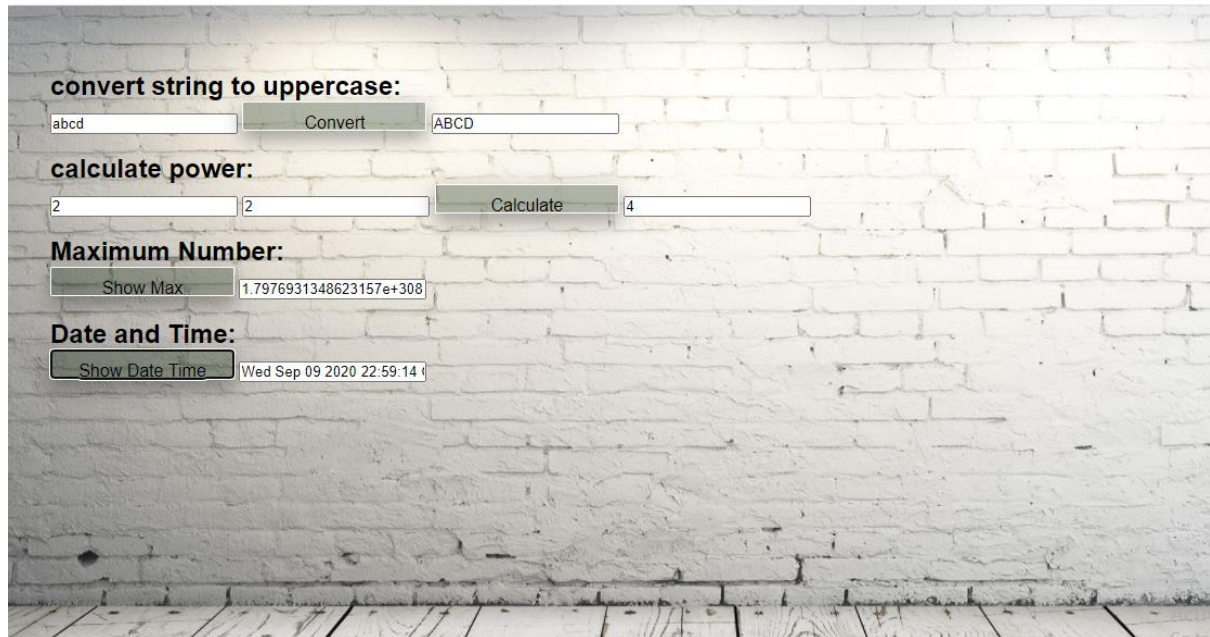 convert string to uppercase:
abcd Convert ABCD
calculate power:
2 2 Calculate 4
Maximum Number:
Show Max 1.7976931348623157e+308
Date and Time:
Show Date Time Wed Sep 09 2020 22:59:14